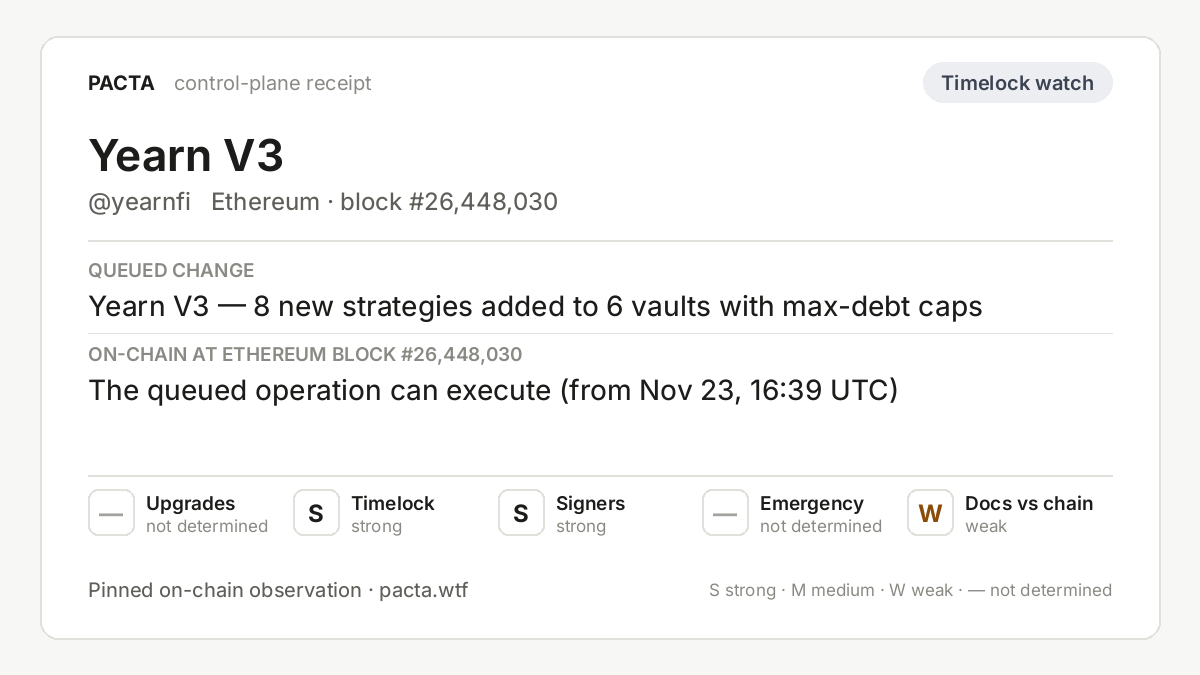 PACTA control-plane receipt
Timelock watch
Yearn V3
@yearnfi Ethereum · block #26,448,030
QUEUED CHANGE
Yearn V3 — 8 new strategies added to 6 vaults with max-debt caps
ON-CHAIN AT ETHEREUM BLOCK #26,448,030
The queued operation can execute (from Nov 23, 16:39 UTC)
— Upgrades
not determined
S Timelock
strong
S Signers
strong
— Emergency
not determined
W Docs vs chain
weak
Pinned on-chain observation · pacta.wtf
S strong · M medium · W weak · — not determined